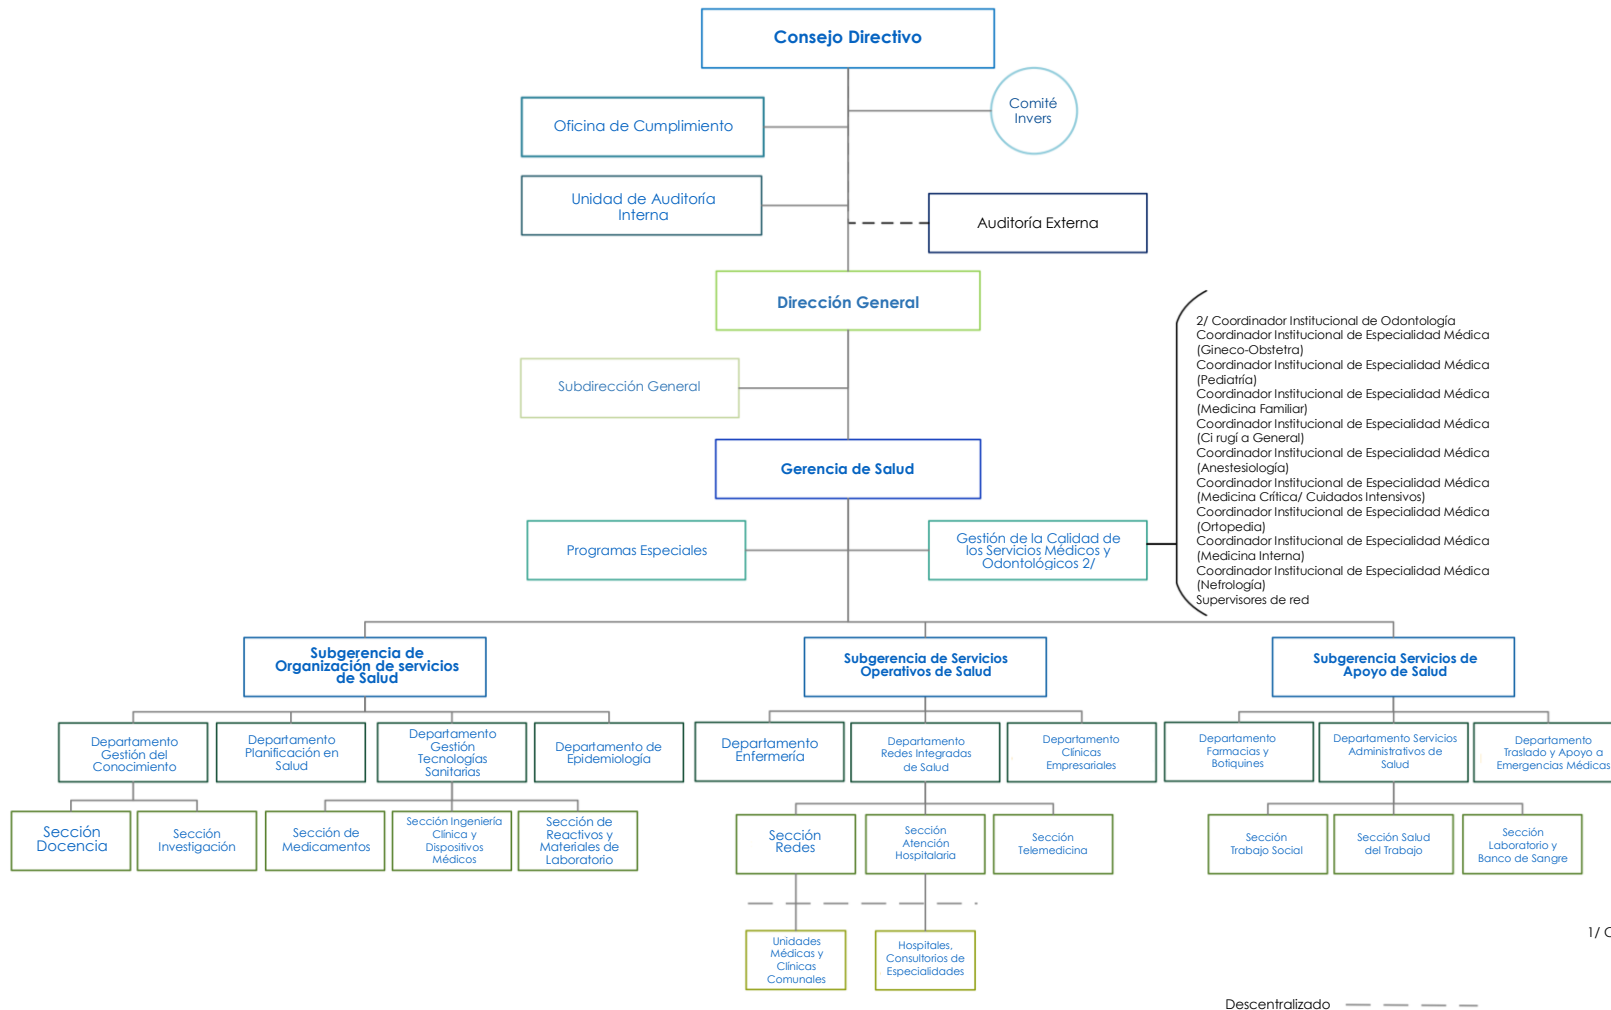 Consejo Directivo
Comité
Invers
Oficina de Cumplimiento
Unidad de Auditoría
Interna
Auditoría Externa
Dirección General
Subdirección General
Gerencia de Salud
Programas Especiales
Gestión de la Calidad de
los Servicios Médicos y
Odontológicos 2/
2/ Coordinador Institucional de Odontología
Coordinador Institucional de Especialidad Médica
(Gineco-Obstetra)
Coordinador Institucional de Especialidad Médica
(Pediatría)
Coordinador Institucional de Especialidad Médica
(Medicina Familiar)
Coordinador Institucional de Especialidad Médica
(Ci rugí a General)
Coordinador Institucional de Especialidad Médica
(Anestesiología)
Coordinador Institucional de Especialidad Médica
(Medicina Crítica/ Cuidados Intensivos)
Coordinador Institucional de Especialidad Médica
(Ortopedia)
Coordinador Institucional de Especialidad Médica
(Medicina Interna)
Coordinador Institucional de Especialidad Médica
(Nefrología)
Supervisores de red
Subgerencia de
Organización de servicios
de Salud
Subgerencia de Servicios
Operativos de Salud
Subgerencia Servicios de
Apoyo de Salud
Departamento
Gestión del
Conocimiento
Departamento
Planificación en
Salud
Departamento
Gestión
Tecnologías
Sanitarias
Departamento de
Epidemiología
Departamento
Enfermería
Departamento
Redes Integradas
de Salud
Departamento
Clínicas
Empresariales
Departamento
Farmacias y
Botiquines
Departamento Servicios
Administrativos de
Salud
Departamento
Traslado y Apoyo a
Emergencias Médicas
Sección
Docencia
Sección
Investigación
Sección de
Medicamentos
Sección Ingeniería
Clínica y
Dispositivos
Médicos
Sección de
Reactivos y
Materiales de
Laboratorio
Sección
Redes
Sección
Atención
Hospitalaria
Sección
Telemedicina
Sección
Trabajo Social
Sección Salud
del Trabajo
Sección
Laboratorio y
Banco de Sangre
Unidades
Médicas y
Clínicas
Comunales
Hospitales,
Consultorios de
Especialidades
1/ C
Descentralizado